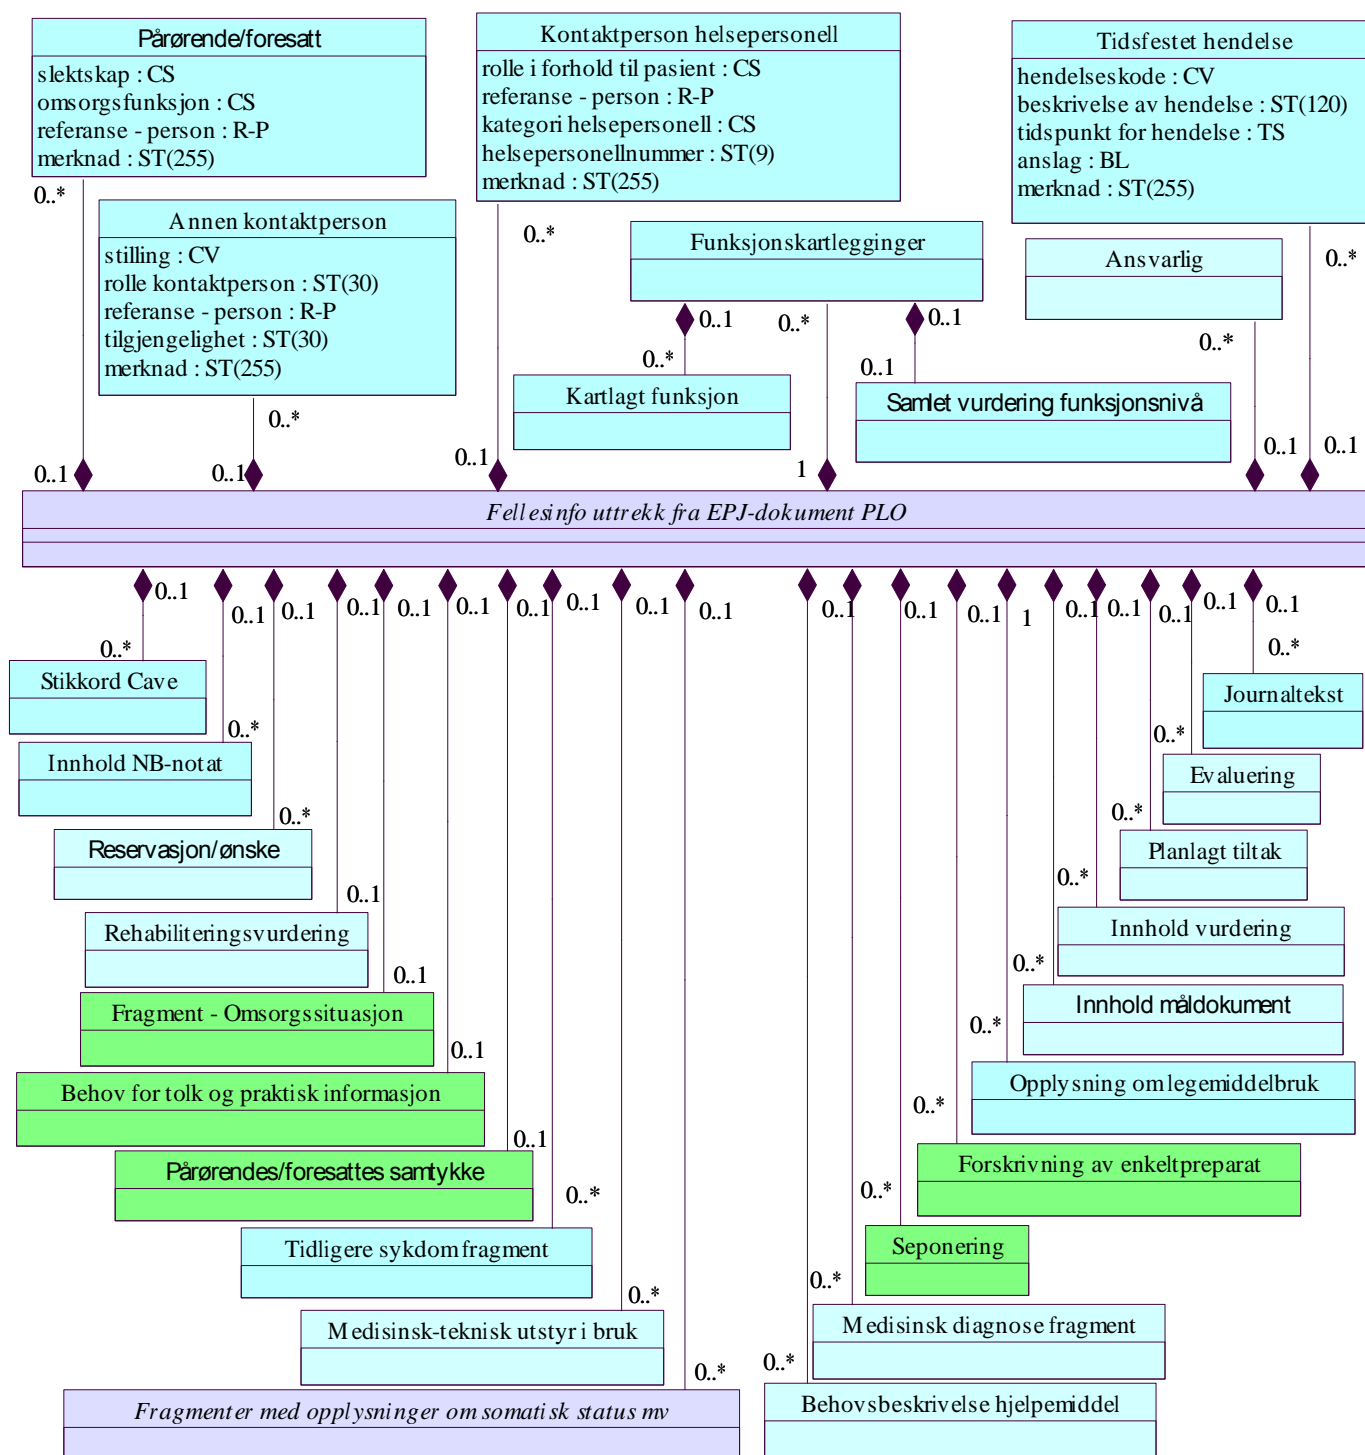 Pårørende/foresatt
slektskap : CS
omsorgsfunksjon : CS
referanse - person : R-P
merknad : ST(255)
0..*
Kontaktperson helsepersonell
rolle i forhold til pasient : CS
referanse - person : R-P
kategori helsepersonell : CS
helsepersonellnummer : ST(9)
merknad : ST(255)
0..*
Tidsfestet hendelse
hendelseskode : CV
beskrivelse av hendelse : ST(120)
tidspunkt for hendelse : TS
anslag : BL
merknad : ST(255)
0..*
Annen kontaktperson
stilling : CV
rolle kontaktperson : ST(30)
referanse - person : R-P
tilgjengelighet : ST(30)
merknad : ST(255)
0..*
Funksjonskartlegginger
0..1
0..*
0..1
Ansvarlig
0..*
0..*
Kartlagt funksjon
0..1
Samlet vurdering funksjonsnivå
0..1
0..1
0..1
1
0..1
0..1
Fellesinfo uttrekk fra EPJ-dokument PLO
0..1
0..1
0..1
0..1
0..1
0..1
0..1
0..1
0..1
0..1
0..1
0..1
0..1
0..1
1
0..1
0..1
0..1
0..1
0..1
0..*
Stikkord Cave
0..*
Journaltekst
0..*
Innhold NB-notat
0..*
Evaluering
0..*
Reservasjon/ønske
0..*
Planlagt tiltak
0..1
Rehabiliteringsvurdering
0..*
Innhold vurdering
0..1
Fragment - Omsorgssituasjon
0..*
Innhold måldokument
0..1
Behov for tolk og praktisk informasjon
0..*
Opplysning om legemiddelbruk
0..1
Pårørendes/foresattes samtykke
0..*
Forskrivning av enkeltpreparat
0..*
Tidligere sykdom fragment
0..*
Seponering
0..*
Medisinsk-teknisk utstyr i bruk
0..*
Medisinsk diagnose fragment
0..*
Fragmenter med opplysninger om somatisk status mv
0..*
Behovsbeskrivelse hjelpemiddel